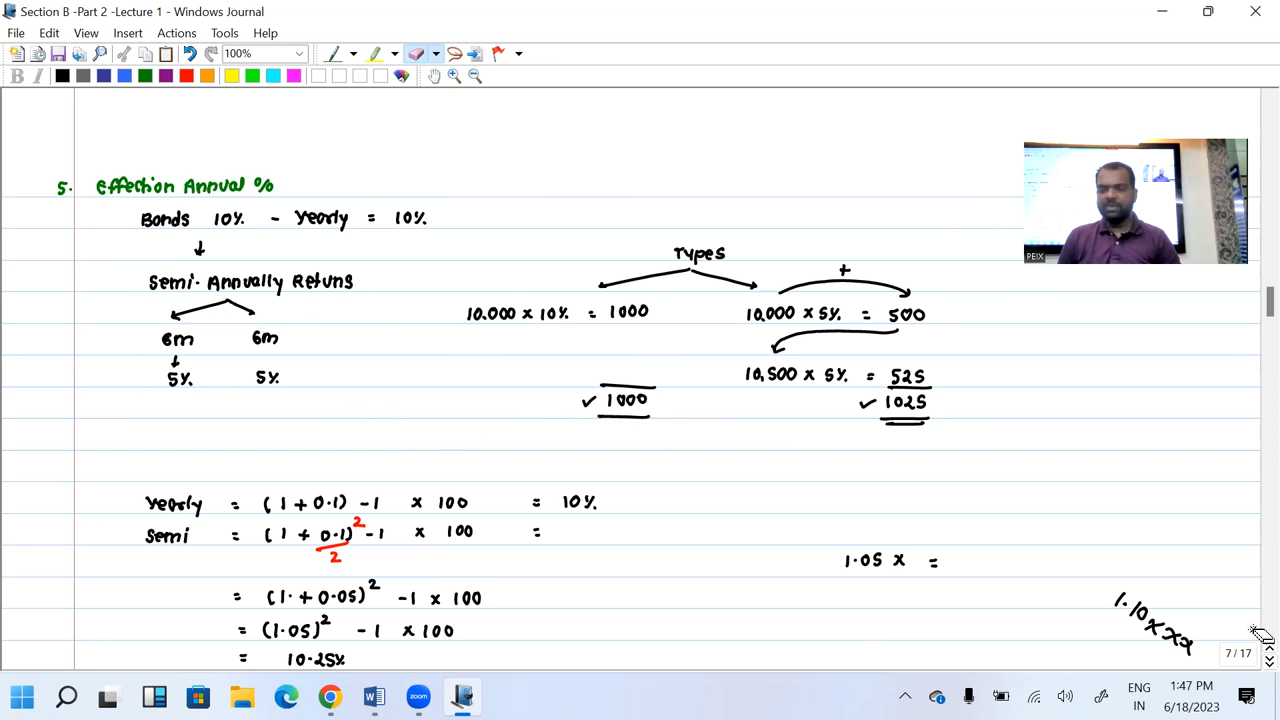 Section B -Part 2 -Lecture 1 - Windows Journal
File Edit View Insert Actions Tools Help
100%
B I
PEIX
5. Effection Annual %
Bonds 10% - Yearly = 10%
Semi-Annually Retuns
6m 6m
5% 5%
Types
10.000 x 10% = 1000
1000
+
10,000 x 5% = 500
10,500 x 5% = 525
1025
Yearly = (1 + 0.1) - 1 x 100 = 10%
Semi = (1 + 0.1/2)² - 1 x 100 =
= (1. + 0.05)² - 1 x 100
= (1.05)² - 1 x 100
= 10.25%
1.05 x =
1.10xxx
7 / 17
zoom
ENG
IN
1:47 PM
6/18/2023